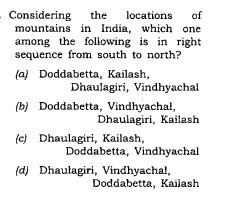 Considering the locations of
mountains in India, which one
among the following is in right
sequence from south to north?
(a) Doddabetta, Kailash,
Dhaulagiri, Vindhyachal
(b) Doddabetta, Vindhyachal,
Dhaulagiri, Kailash
(c) Dhaulagiri, Kailash,
Doddabetta, Vindhyachal
(d) Dhaulagiri, Vindhyachal,
Doddabetta, Kailash